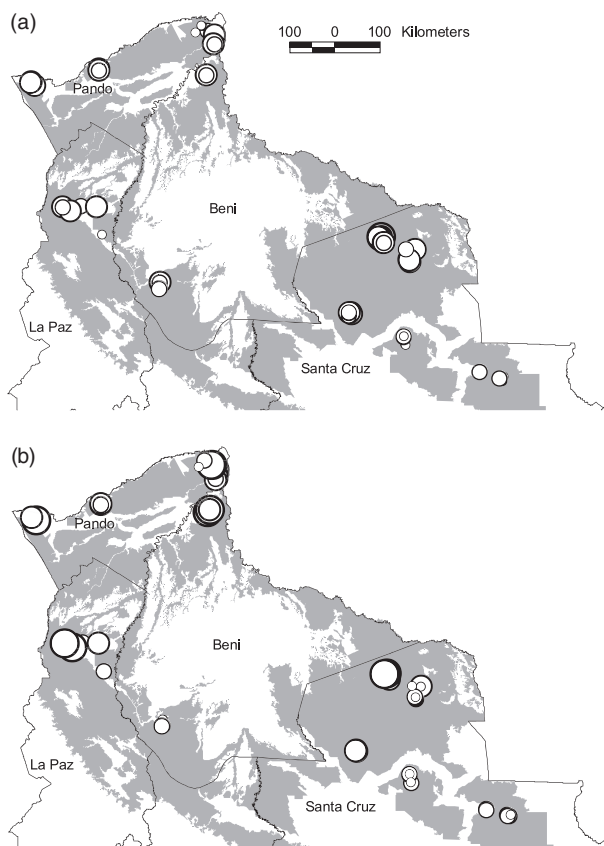 (a)
100 0 100 Kilometers
Pando
Beni
La Paz
Santa Cruz
(b)
Pando
Beni
La Paz
Santa Cruz